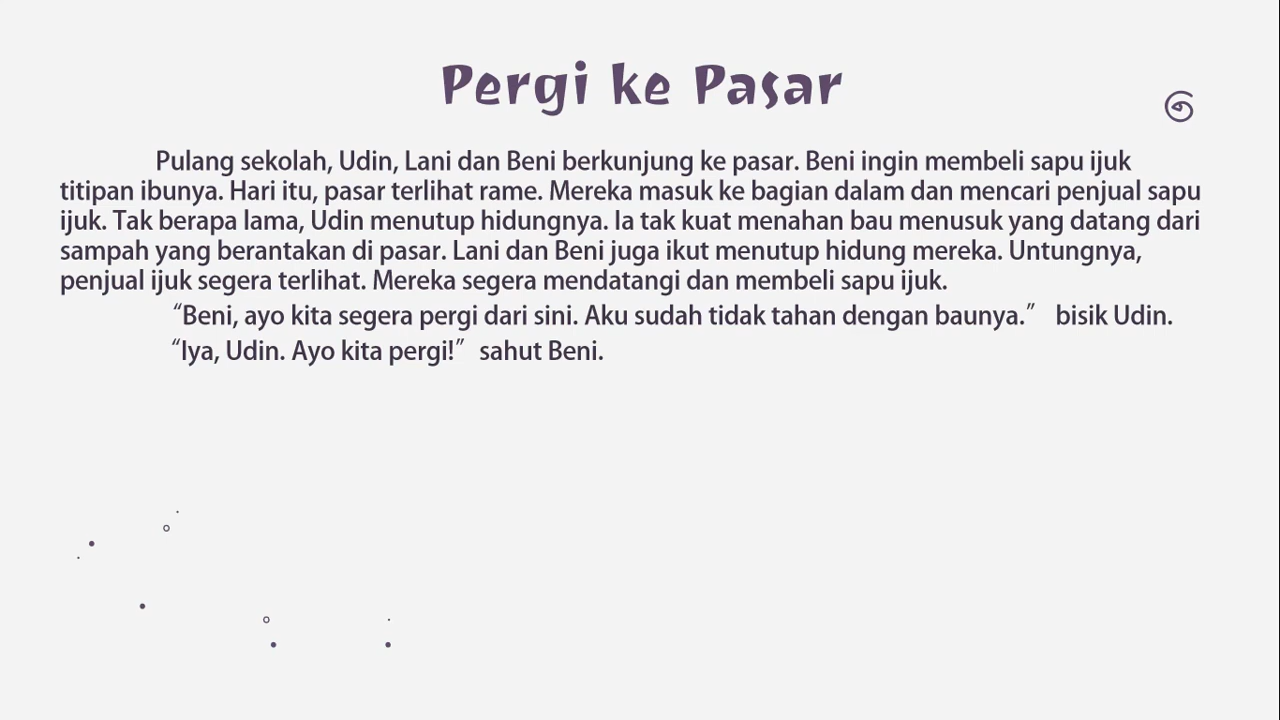 Pergi ke Pasar
Pulang sekolah, Udin, Lani dan Beni berkunjung ke pasar. Beni ingin membeli sapu ijuk
titipan ibunya. Hari itu, pasar terlihat rame. Mereka masuk ke bagian dalam dan mencari penjual sapu
ijuk. Tak berapa lama, Udin menutup hidungnya. Ia tak kuat menahan bau menusuk yang datang dari
sampah yang berantakan di pasar. Lani dan Beni juga ikut menutup hidung mereka. Untungnya,
penjual ijuk segera terlihat. Mereka segera mendatangi dan membeli sapu ijuk.
“Beni, ayo kita segera pergi dari sini. Aku sudah tidak tahan dengan baunya.” bisik Udin.
“Iya, Udin. Ayo kita pergi!” sahut Beni.